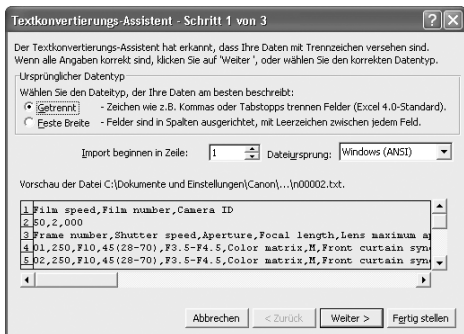 Textkonvertierungs-Assistent - Schritt 1 von 3
Der Textkonvertierungs-Assistent hat erkannt, dass Ihre Daten mit Trennzeichen versehen sind.
Wenn alle Angaben korrekt sind, klicken Sie auf 'Weiter ', oder wählen Sie den korrekten Datentyp.
Ursprünglicher Datentyp
Wählen Sie den Dateityp, der Ihre Daten am besten beschreibt:
Getrennt - Zeichen wie z.B. Kommas oder Tabstopps trennen Felder (Excel 4.0-Standard).
Feste Breite - Felder sind in Spalten ausgerichtet, mit Leerzeichen zwischen jedem Feld.
Import beginnen in Zeile: 1 Dateiursprung: Windows (ANSI)
Vorschau der Datei C:\Dokumente und Einstellungen\Canon\...\n00002.txt.
1 Film speed,Film number,Camera ID
2 50,2,000
3 Frame number,Shutter speed,Aperture,Focal length,Lens maximum ap
4 01,250,F10,45(28-70),F3.5-F4.5,Color matrix,M,Front curtain syn
5 02,250,F10,45(28-70),F3.5-F4.5,Color matrix,M,Front curtain syn
Abbrechen < Zurück Weiter > Fertig stellen